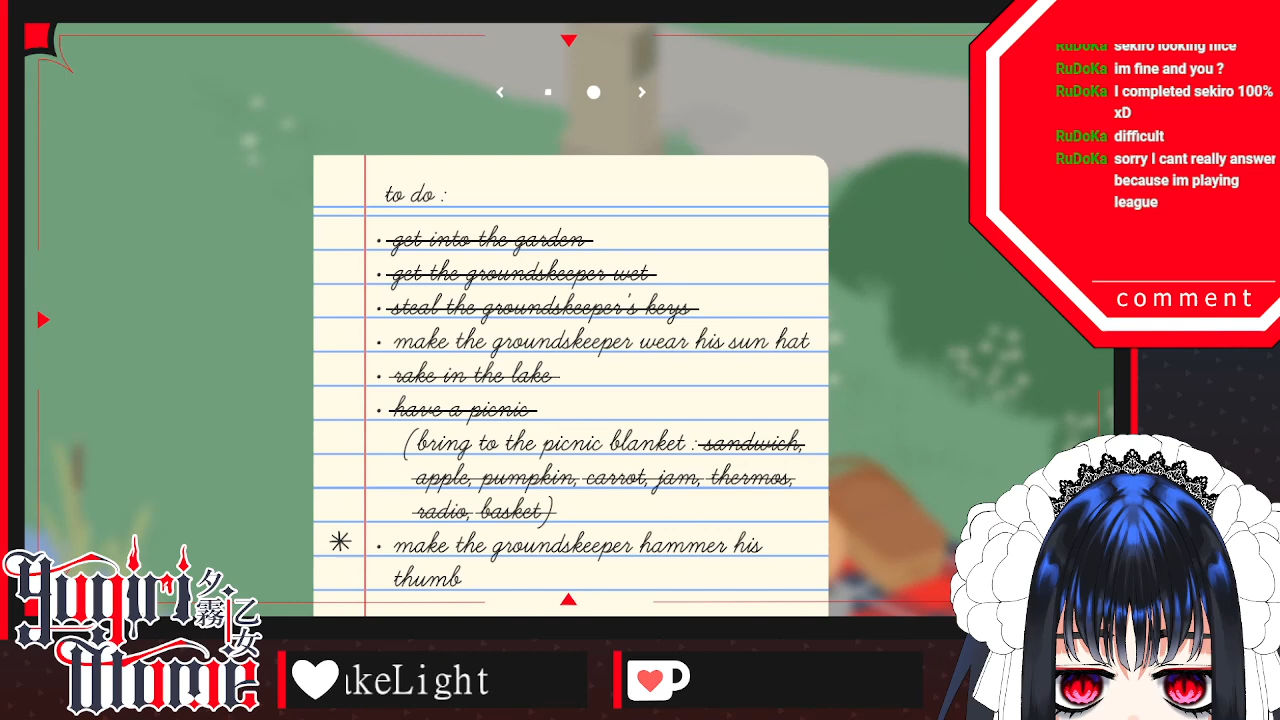 to do :
• get into the garden
• get the groundskeeper wet
• steal the groundskeeper's keys
• make the groundskeeper wear his sun hat
• rake in the lake
• have a picnic
(bring to the picnic blanket : sandwich,
apple, pumpkin, carrot, jam, thermos,
radio, basket)
• make the groundskeeper hammer his
thumb
RuDoKa sekiro looking nice
RuDoKa im fine and you ?
RuDoKa I completed sekiro 100%
xD
RuDoKa difficult
RuDoKa sorry I cant really answer
because im playing
league
comment
Yugiri
夕霧
乙女
Mome
keLight